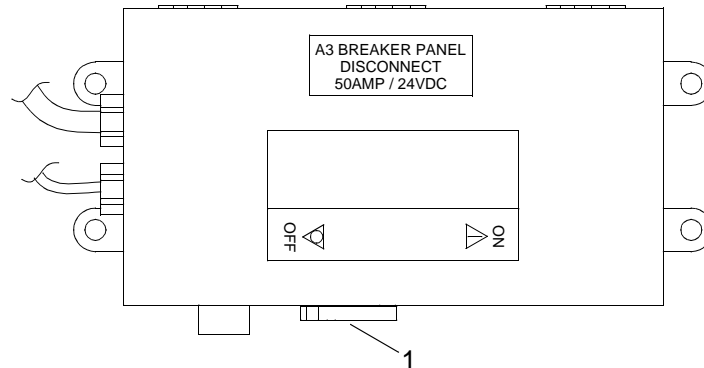 A3 BREAKER PANEL
DISCONNECT
50AMP / 24VDC
OFF
ON
1